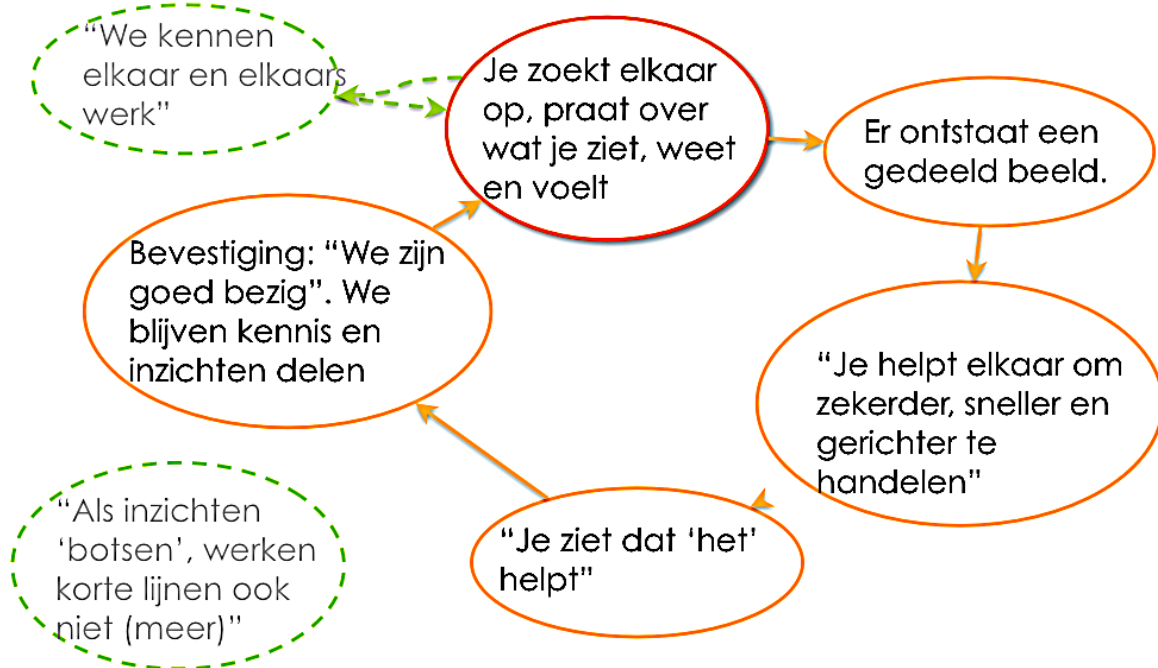 “We kennen
elkaar en elkaars
werk”
Je zoekt elkaar
op, praat over
wat je ziet, weet
en voelt
Er ontstaat een
gedeeld beeld.
“Je helpt elkaar om
zekerder, sneller en
gerichter te
handelen”
“Je ziet dat ‘het’
helpt”
Bevestiging: “We zijn
goed bezig”. We
blijven kennis en
inzichten delen
“Als inzichten
‘botsen’, werken
korte lijnen ook
niet (meer)”